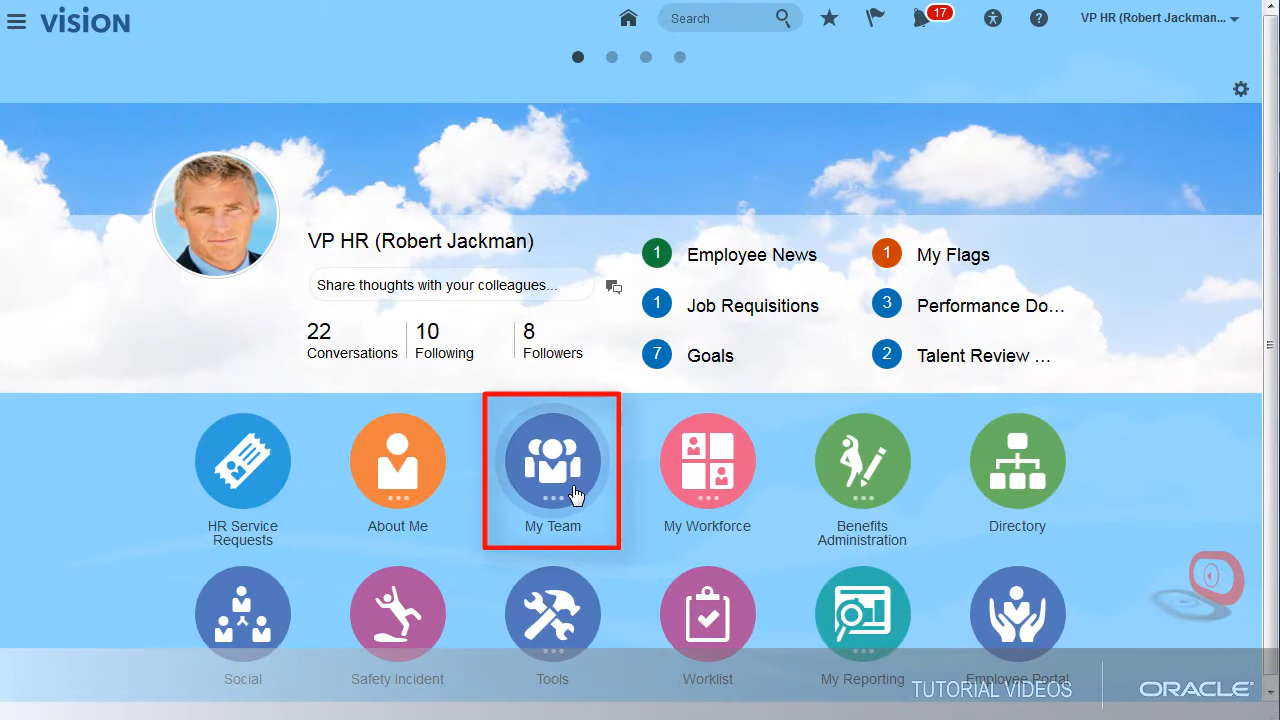 vision
Search
17
VP HR (Robert Jackman...
VP HR (Robert Jackman)
Share thoughts with your colleagues...
22
Conversations
10
Following
8
Followers
1 Employee News
1 My Flags
1 Job Requisitions
3 Performance Do...
7 Goals
2 Talent Review ...
HR Service
Requests
About Me
My Team
My Workforce
Benefits
Administration
Directory
Social
Safety Incident
Tools
Worklist
My Reporting
Employee Portal
TUTORIAL VIDEOS
ORACLE